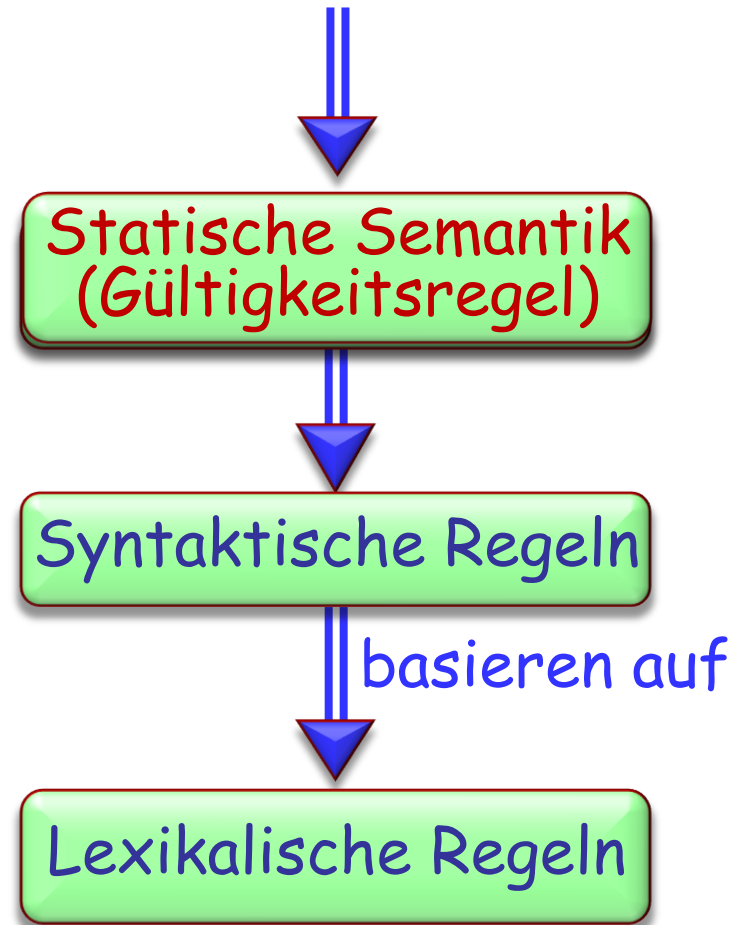 Statische Semantik
(Gültigkeitsregel)
Syntaktische Regeln
basieren auf
Lexikalische Regeln